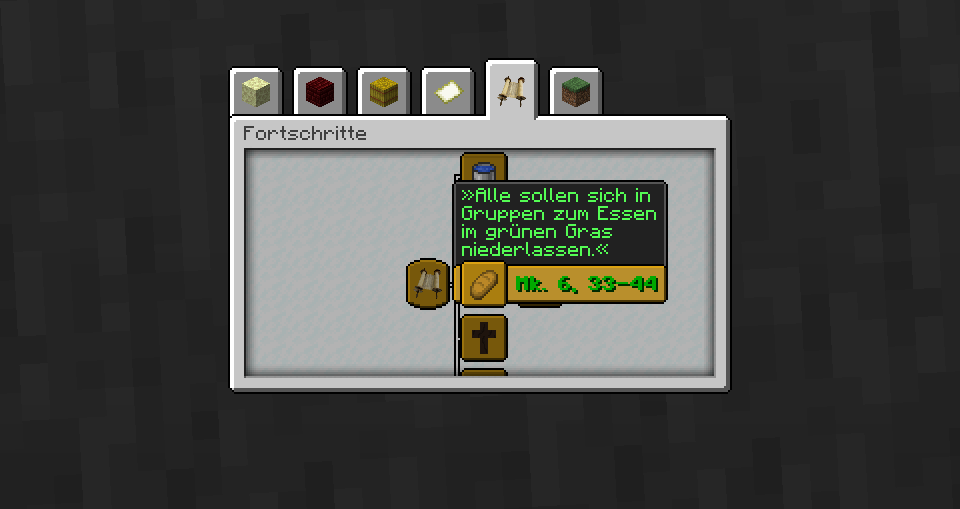 Fortschritte
»Alle sollen sich in
Gruppen zum Essen
im grünen Gras
niederlassen.«
Mk. 6, 33-44